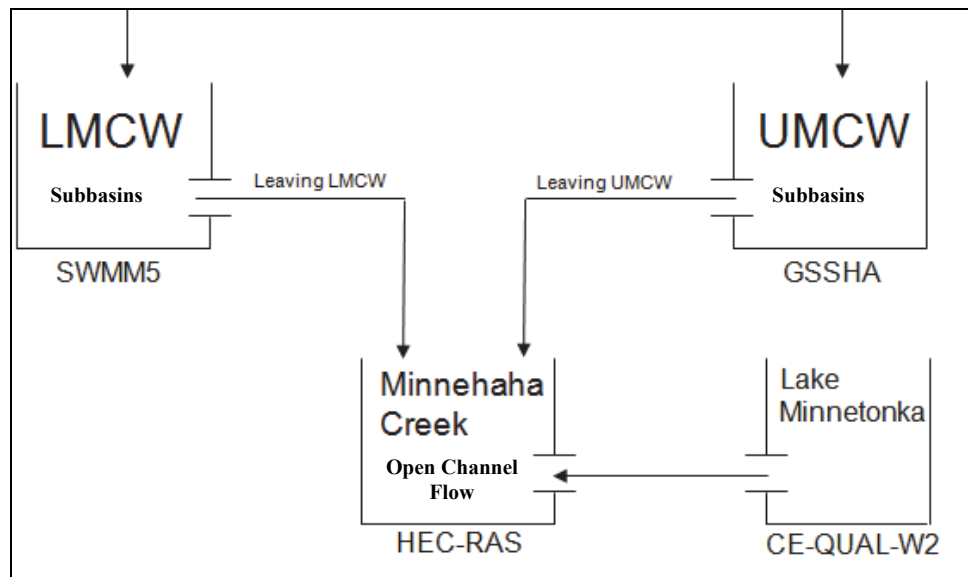 LMCW
Subbasins
SWMM5
Leaving LMCW
Leaving UMCW
UMCW
Subbasins
GSSHA
Minnehaha
Creek
Open Channel
Flow
HEC-RAS
Lake
Minnetonka
CE-QUAL-W2